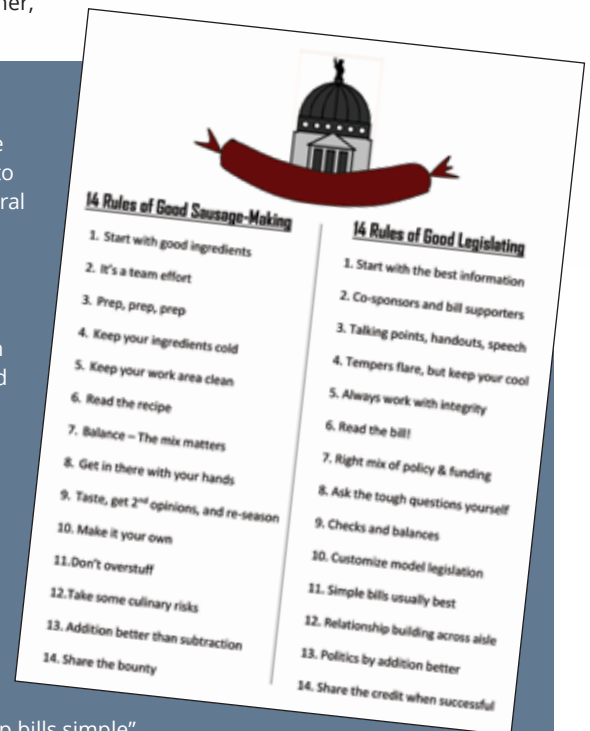 ner,
e
to
ral
n
d
14 Rules of Good Sausage-Making
1. Start with good ingredients
2. It's a team effort
3. Prep, prep, prep
4. Keep your ingredients cold
5. Keep your work area clean
6. Read the recipe
7. Balance – The mix matters
8. Get in there with your hands
9. Taste, get 2nd opinions, and re-season
10. Make it your own
11.Don't overstuff
12.Take some culinary risks
13. Addition better than subtraction
14. Share the bounty
14 Rules of Good Legislating
1. Start with the best information
2. Co-sponsors and bill supporters
3. Talking points, handouts, speech
4. Tempers flare, but keep your cool
5. Always work with integrity
6. Read the bill!
7. Right mix of policy & funding
8. Ask the tough questions yourself
9. Checks and balances
10. Customize model legislation
11. Simple bills usually best
12. Relationship building across aisle
13. Politics by addition better
14. Share the credit when successful
p bills simple"